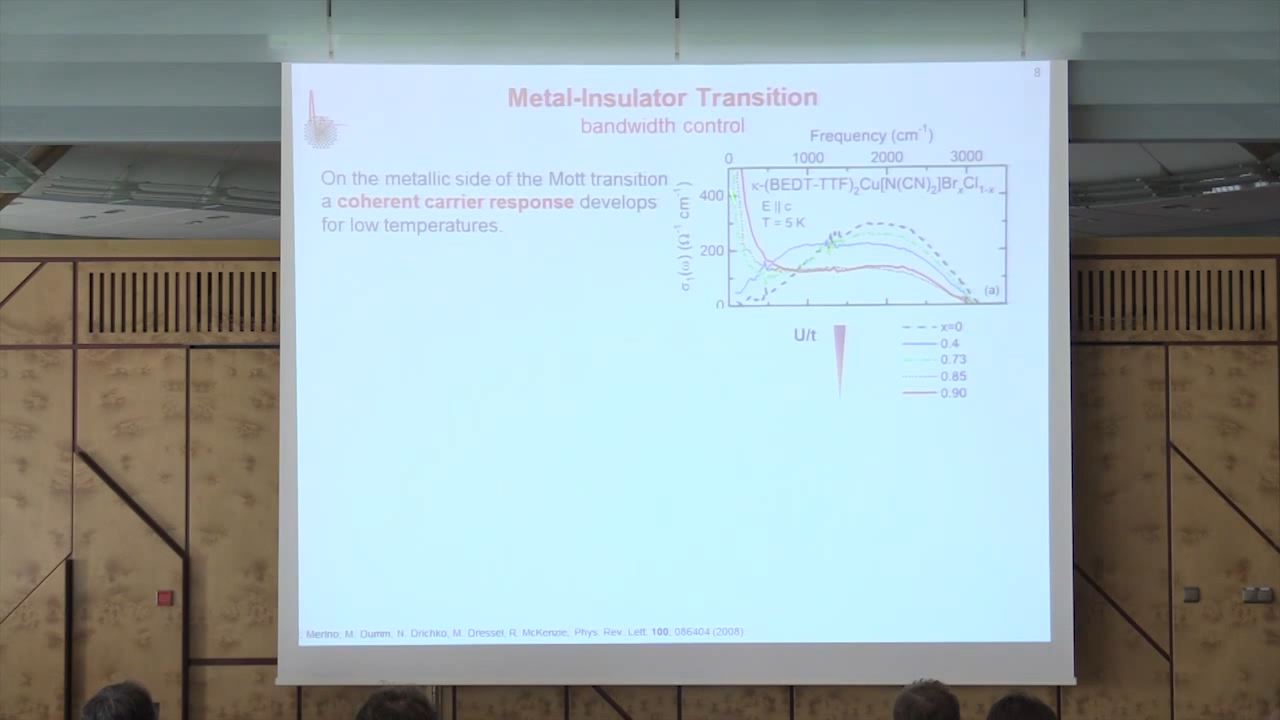 8
Metal-Insulator Transition
bandwidth control
On the metallic side of the Mott transition
a coherent carrier response develops
for low temperatures.
Frequency (cm⁻¹)
0 1000 2000 3000
κ-(BEDT-TTF)₂Cu[N(CN)₂]BrₓCl₁₋ₓ
E || c
T = 5 K
400
200
0
σ₁(ω) (Ω⁻¹ cm⁻¹)
(a)
U/t
x=0
0.4
0.73
0.85
0.90
Merino, M. Dumm, N. Drichko, M. Dressel, R. McKenzie, Phys. Rev. Lett. 100, 086404 (2008)